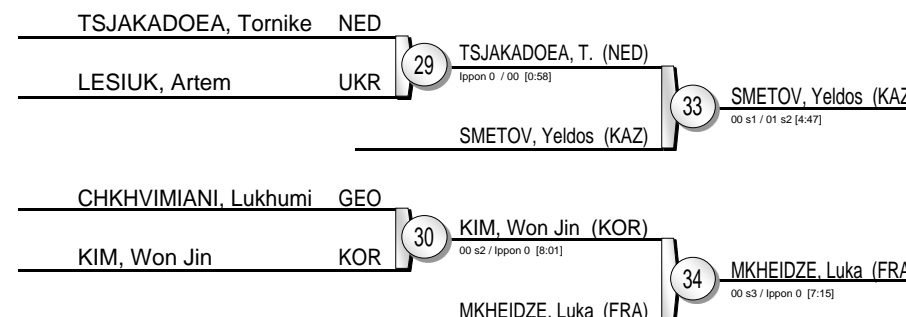 TSJAKADOEA, Tornike NED
29
TSJAKADOEA, T. (NED)
Ippon 0 / 00 [0:58]
LESIUK, Artem UKR
33
SMETOV, Yeldos (KAZ
00 s1 / 01 s2 [4:47]
SMETOV, Yeldos (KAZ)
CHKHVIMIANI, Lukhumi GEO
30
KIM, Won Jin (KOR)
00 s2 / Ippon 0 [8:01]
KIM, Won Jin KOR
34
MKHEIDZE, Luka (FRA
00 s3 / Ippon 0 [7:15]
MKHEIDZE, Luka (FRA)